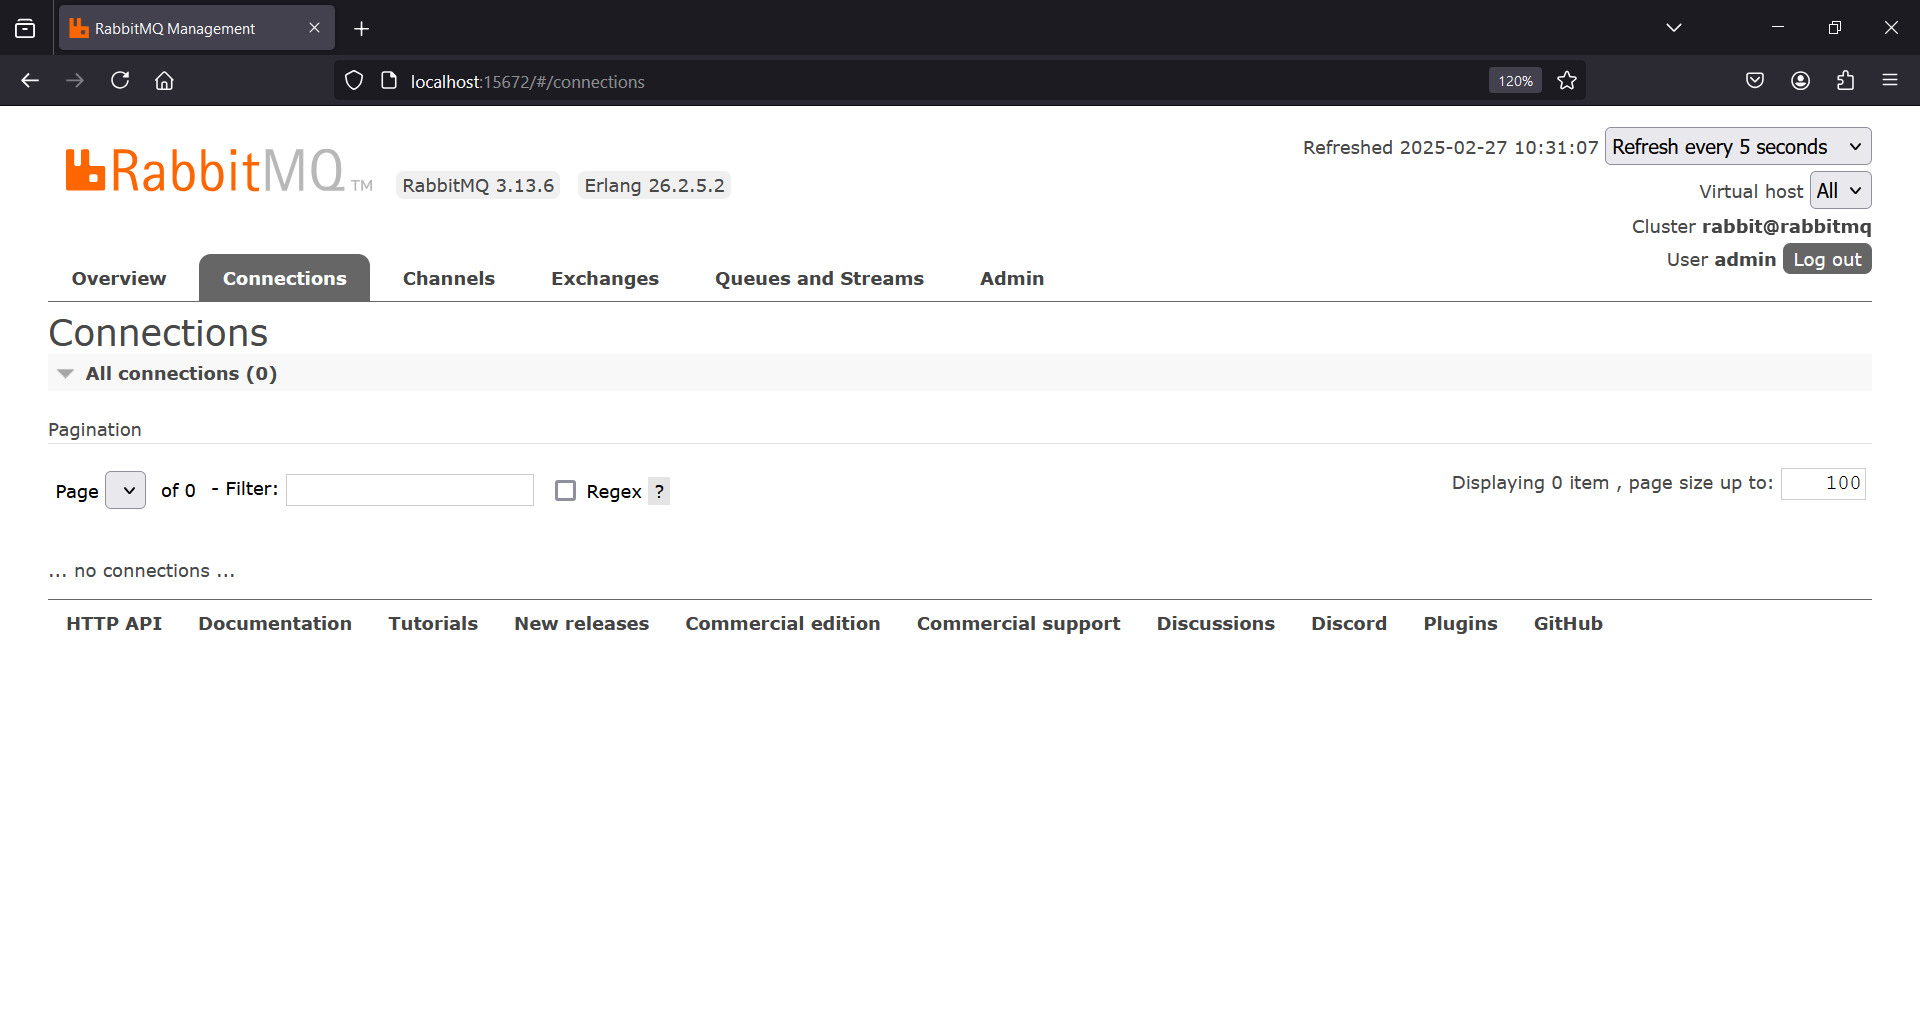 RabbitMQ Management
localhost:15672/#/connections
120%
RabbitMQ TM
RabbitMQ 3.13.6
Erlang 26.2.5.2
Refreshed 2025-02-27 10:31:07 Refresh every 5 seconds
Virtual host All
Cluster rabbit@rabbitmq
User admin Log out
Overview Connections Channels Exchanges Queues and Streams Admin
Connections
All connections (0)
Pagination
Page of 0 - Filter: Regex ? Displaying 0 item , page size up to: 100
... no connections ...
HTTP API Documentation Tutorials New releases Commercial edition Commercial support Discussions Discord Plugins GitHub